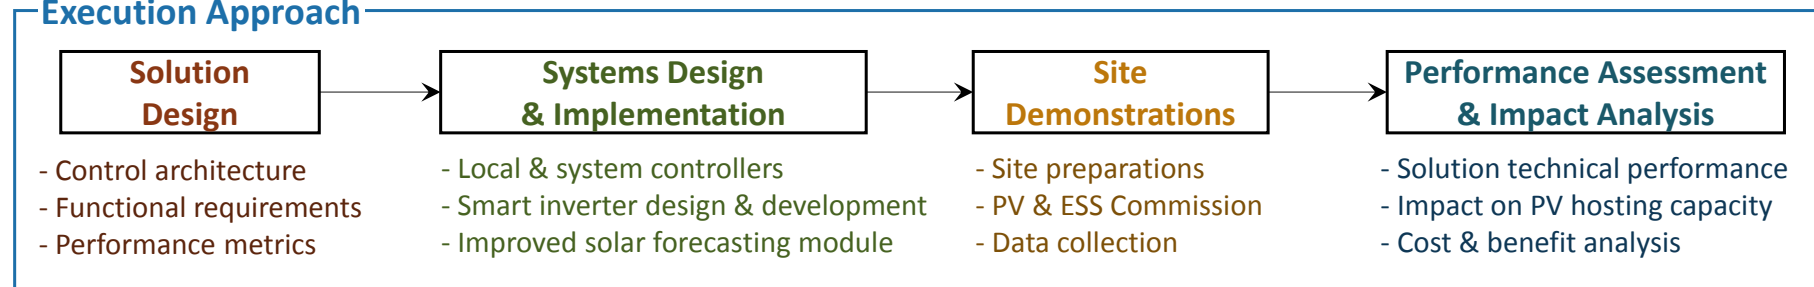 Execution Approach
Solution
Design
- Control architecture
- Functional requirements
- Performance metrics
Systems Design
& Implementation
- Local & system controllers
- Smart inverter design & development
- Improved solar forecasting module
Site
Demonstrations
- Site preparations
- PV & ESS Commission
- Data collection
Performance Assessment
& Impact Analysis
- Solution technical performance
- Impact on PV hosting capacity
- Cost & benefit analysis